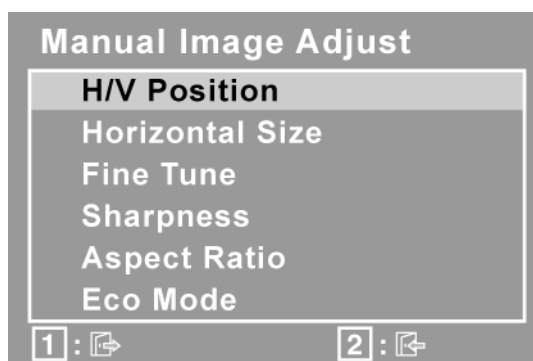 Manual Image Adjust
H/V Position
Horizontal Size
Fine Tune
Sharpness
Aspect Ratio
Eco Mode
1 : 2 :